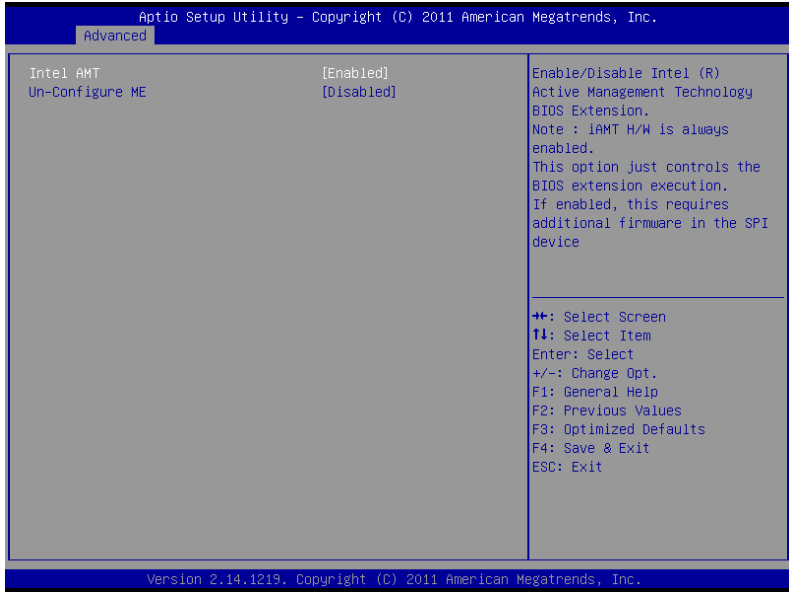 Aptio Setup Utility – Copyright (C) 2011 American Megatrends, Inc.
Advanced
Intel AMT [Enabled]
Un-Configure ME [Disabled]
Enable/Disable Intel (R)
Active Management Technology
BIOS Extension.
Note : iAMT H/W is always
enabled.
This option just controls the
BIOS extension execution.
If enabled, this requires
additional firmware in the SPI
device
→←: Select Screen
↑↓: Select Item
Enter: Select
+/-: Change Opt.
F1: General Help
F2: Previous Values
F3: Optimized Defaults
F4: Save & Exit
ESC: Exit
Version 2.14.1219. Copyright (C) 2011 American Megatrends, Inc.